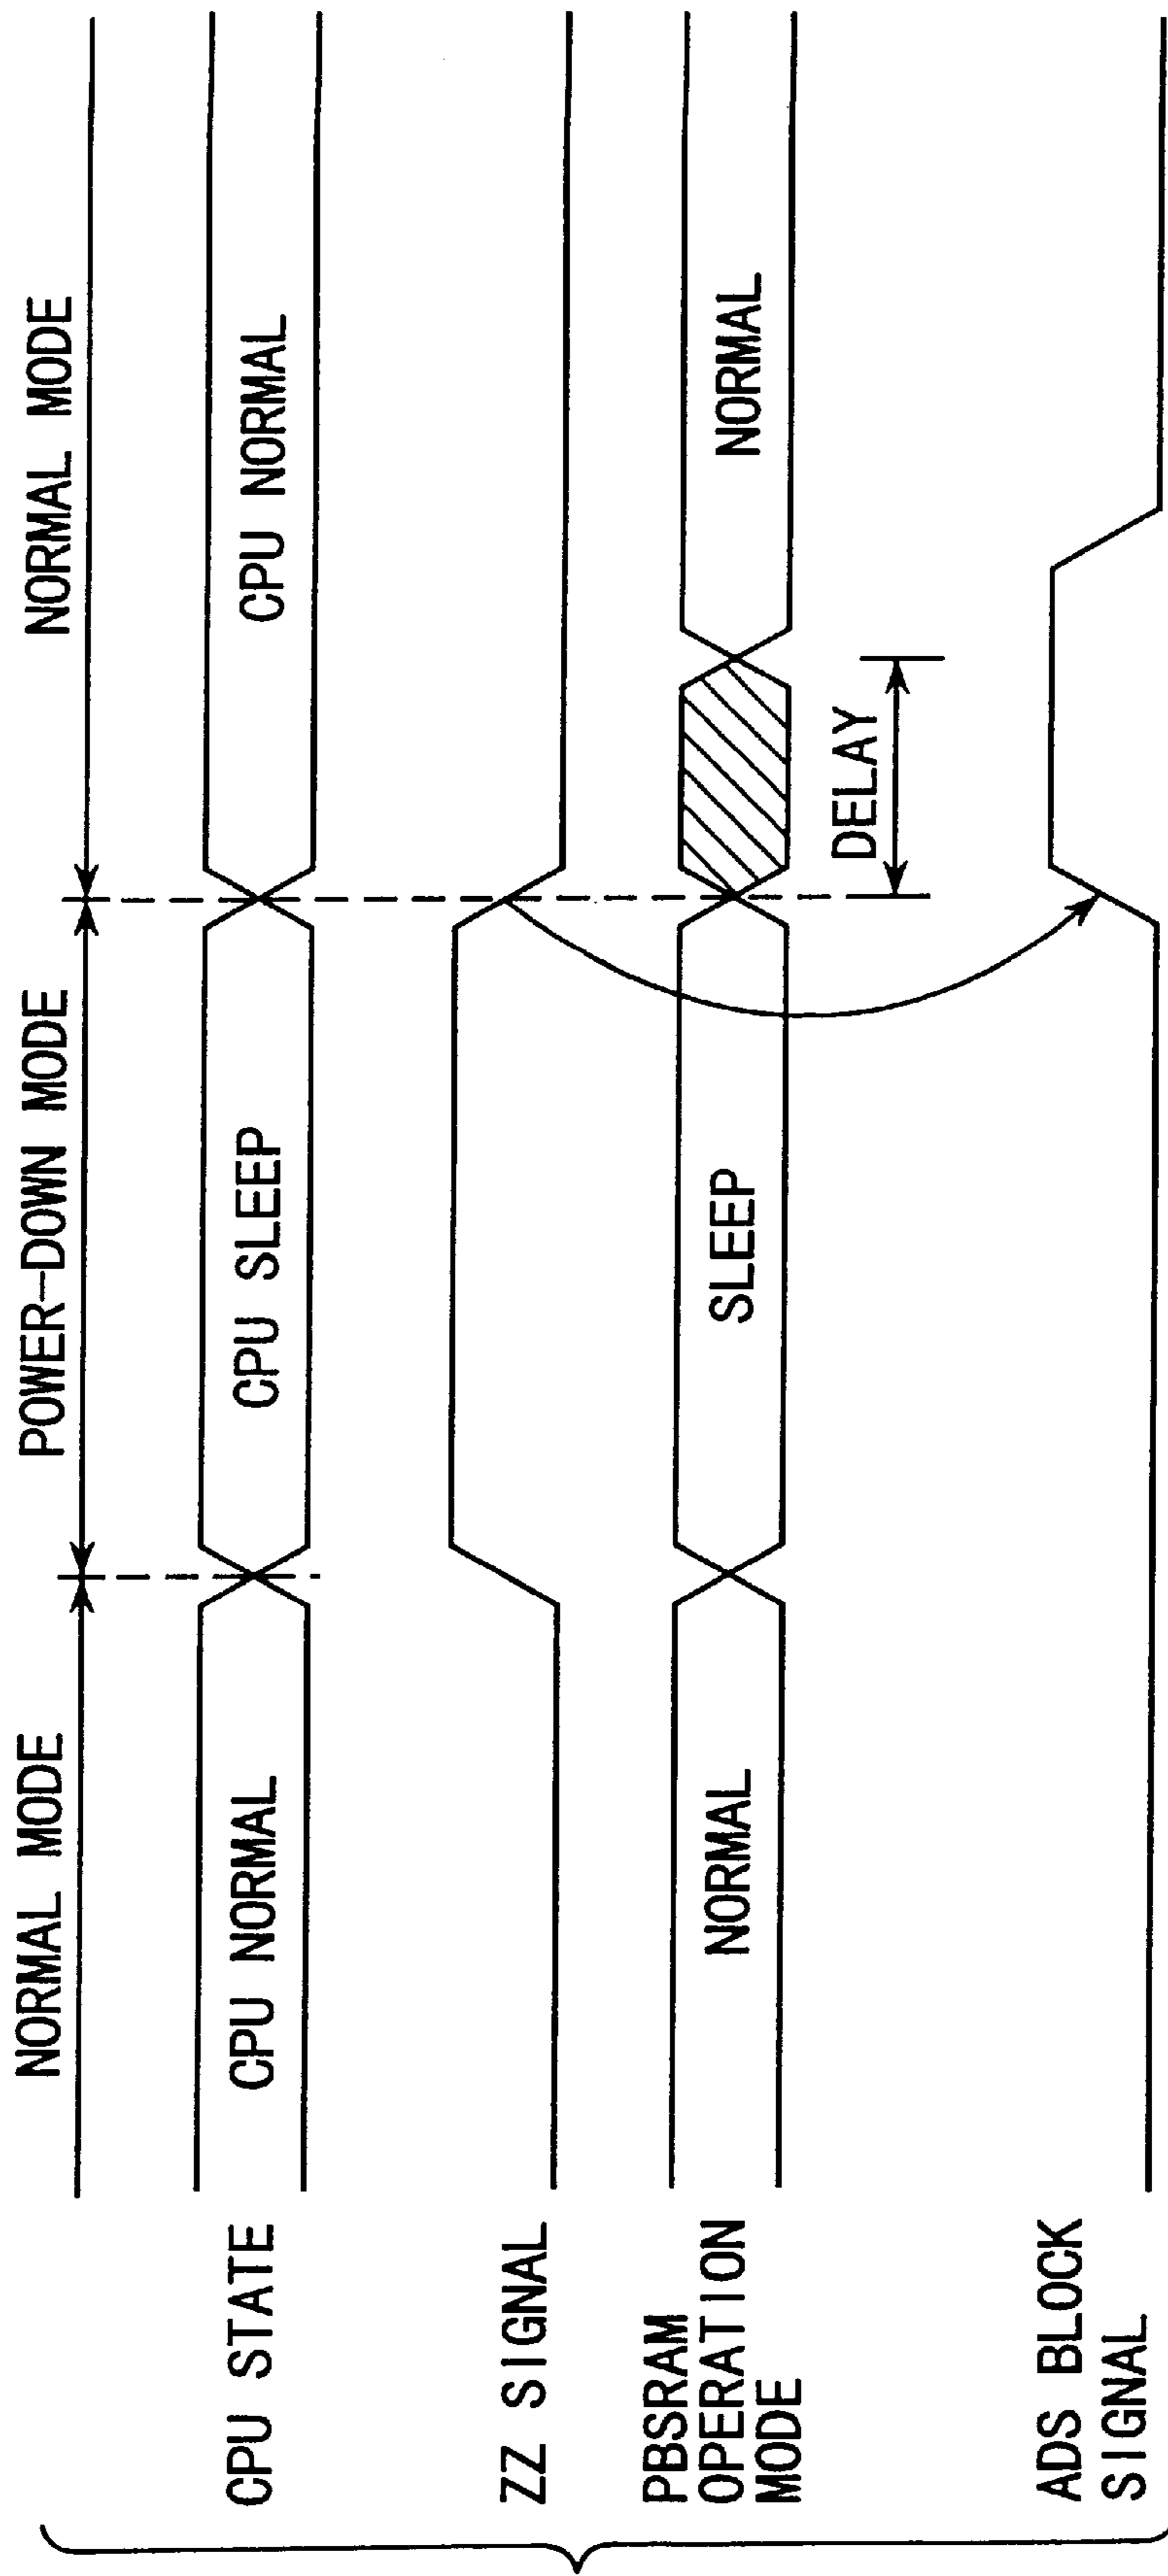 NORMAL MODE
POWER-DOWN MODE
NORMAL MODE
CPU STATE
CPU NORMAL
CPU SLEEP
CPU NORMAL
ZZ SIGNAL
PBSRAM
OPERATION
MODE
NORMAL
SLEEP
NORMAL
DELAY
ADS BLOCK
SIGNAL